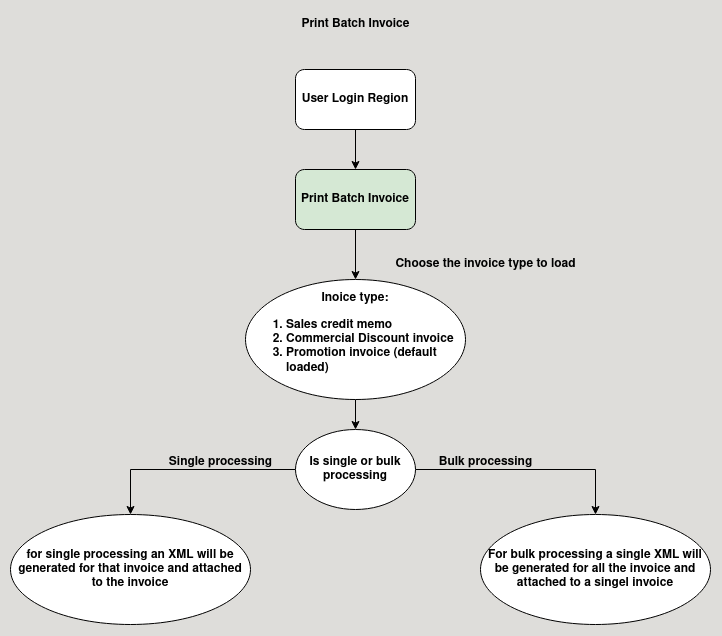 Print Batch Invoice
User Login Region
Print Batch Invoice
Choose the invoice type to load
Inoice type:
1. Sales credit memo
2. Commercial Discount invoice
3. Promotion invoice (default
loaded)
Is single or bulk
processing
Single processing
Bulk processing
for single processing an XML will be
generated for that invoice and attached
to the invoice
For bulk processing a single XML will
be generated for all the invoice and
attached to a singel invoice